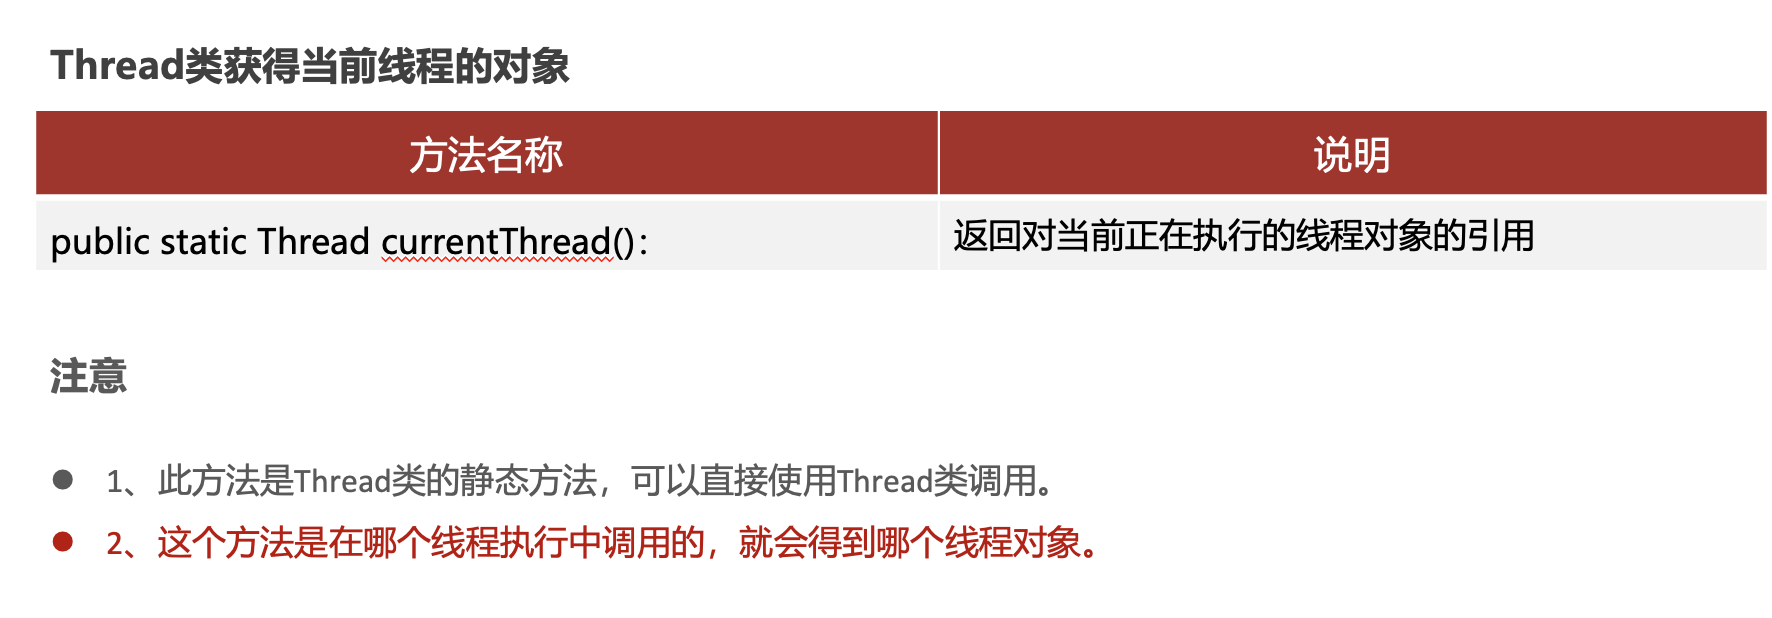 Thread类获得当前线程的对象
方法名称
说明
public static Thread currentThread():
返回对当前正在执行的线程对象的引用
注意
● 1、此方法是Thread类的静态方法，可以直接使用Thread类调用。
● 2、这个方法是在哪个线程执行中调用的，就会得到哪个线程对象。